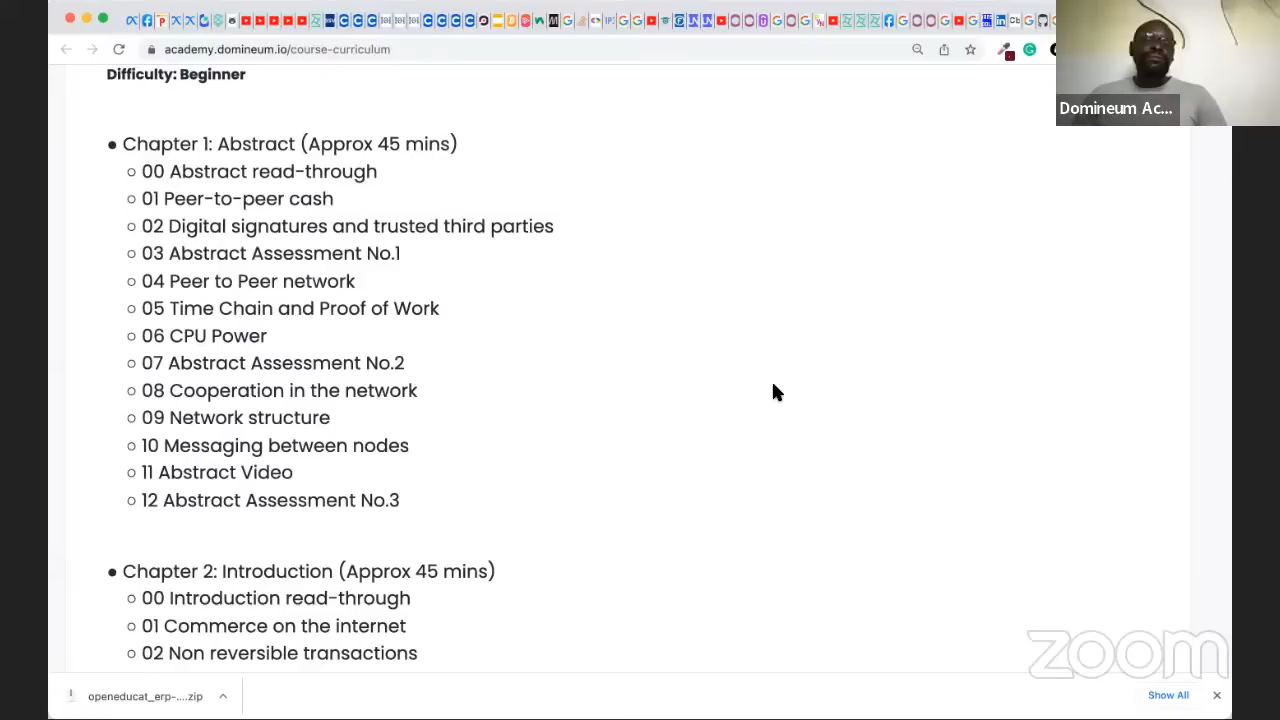 academy.domineum.io/course-curriculum
Difficulty: Beginner
Domineum Ac...
● Chapter 1: Abstract (Approx 45 mins)
○ 00 Abstract read-through
○ 01 Peer-to-peer cash
○ 02 Digital signatures and trusted third parties
○ 03 Abstract Assessment No.1
○ 04 Peer to Peer network
○ 05 Time Chain and Proof of Work
○ 06 CPU Power
○ 07 Abstract Assessment No.2
○ 08 Cooperation in the network
○ 09 Network structure
○ 10 Messaging between nodes
○ 11 Abstract Video
○ 12 Abstract Assessment No.3
● Chapter 2: Introduction (Approx 45 mins)
○ 00 Introduction read-through
○ 01 Commerce on the internet
○ 02 Non reversible transactions
zoom
openeducat_erp-....zip
Show All